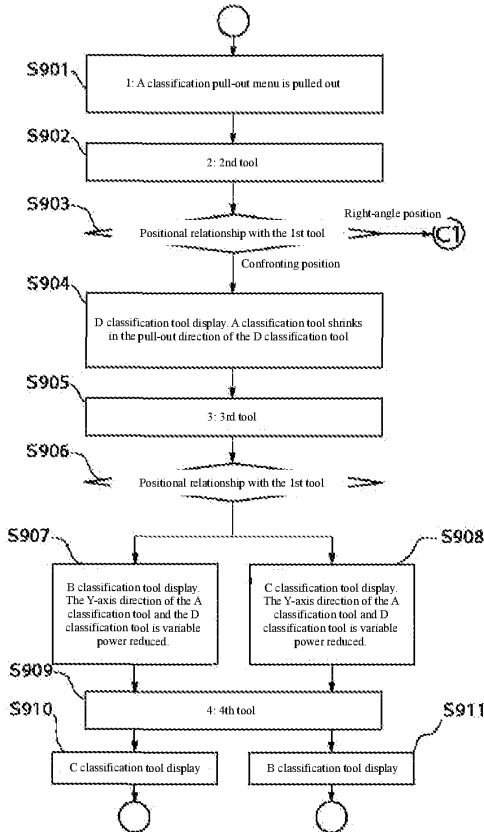 S901
1: A classification pull-out menu is pulled out
S902
2: 2nd tool
S903
Positional relationship with the 1st tool
Right-angle position
C1
Confronting position
S904
D classification tool display. A classification tool shrinks
in the pull-out direction of the D classification tool
S905
3: 3rd tool
S906
Positional relationship with the 1st tool
S907
B classification tool display.
The Y-axis direction of the A
classification tool and the D
classification tool is variable
power reduced.
S908
C classification tool display.
The Y-axis direction of the A
classification tool and D
classification tool is variable
power reduced.
S909
4: 4th tool
S910
C classification tool display
S911
B classification tool display